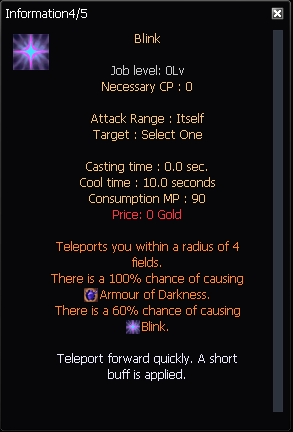 Information4/5
Blink
Job level: 0Lv
Necessary CP : 0
Attack Range : Itself
Target : Select One
Casting time : 0.0 sec.
Cool time : 10.0 seconds
Consumption MP : 90
Price: 0 Gold
Teleports you within a radius of 4
fields.
There is a 100% chance of causing
Armour of Darkness.
There is a 60% chance of causing
Blink.
Teleport forward quickly. A short
buff is applied.